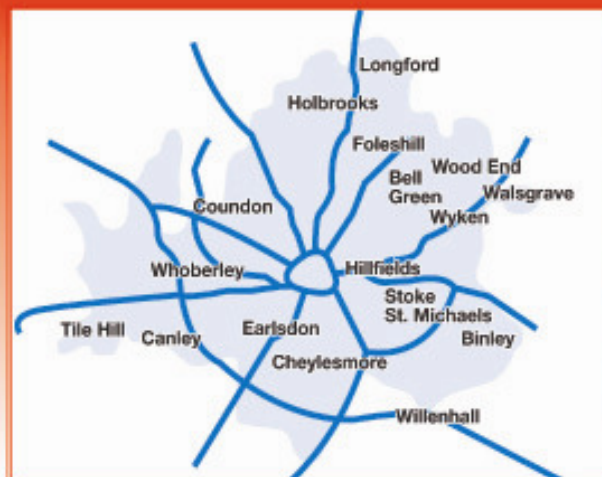 Longford
Holbrooks
Foleshill
Wood End
Bell
Green
Walsgrave
Coundon
Wyken
Whoberley
Hillfields
Stoke
St. Michaels
Tile Hill
Canley
Earlsdon
Binley
Cheylesmore
Willenhall